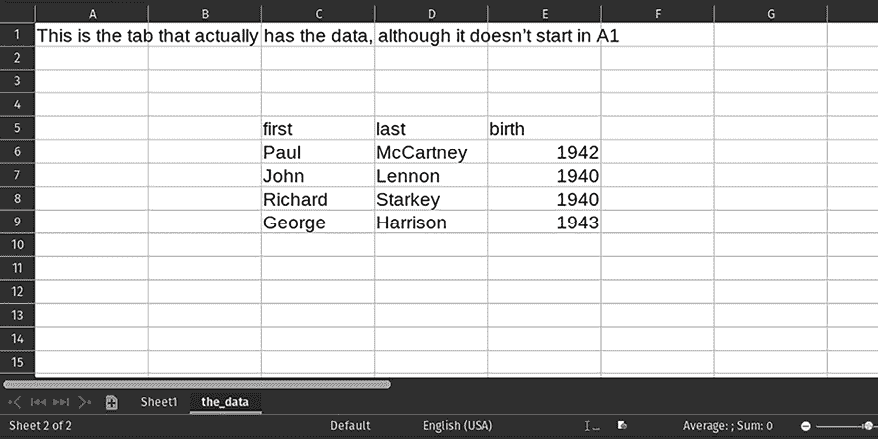 A B C D E F G
1 This is the tab that actually has the data, although it doesn't start in A1
2
3
4
5 first last birth
6 Paul McCartney 1942
7 John Lennon 1940
8 Richard Starkey 1940
9 George Harrison 1943
10
11
12
13
14
15
Sheet1 the_data
Sheet 2 of 2 Default English (USA) Average: ; Sum: 0